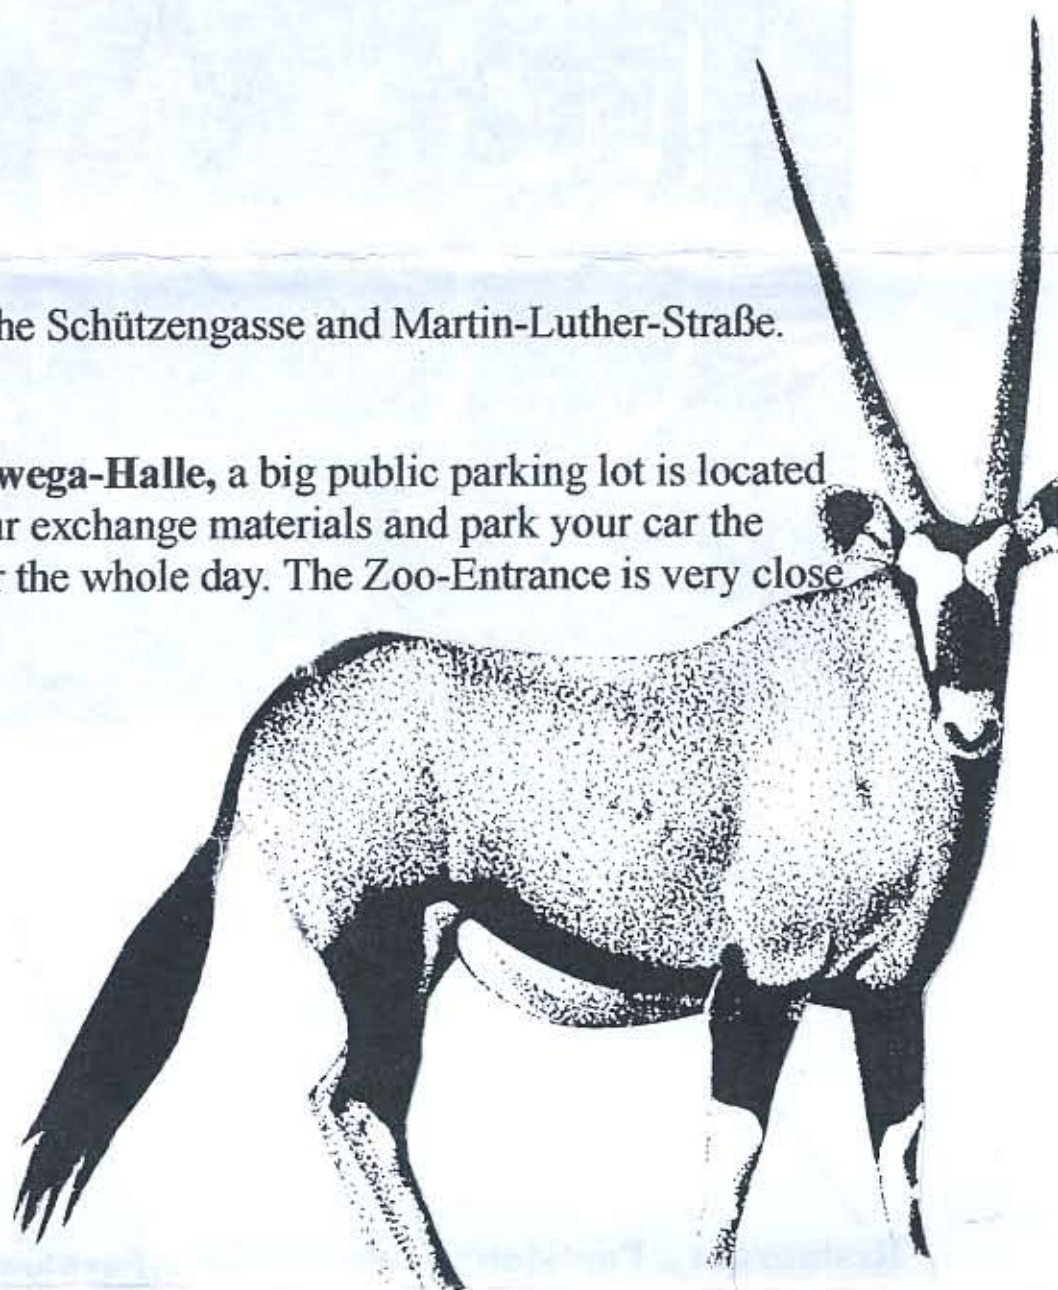 he Schützengasse and Martin-Luther-Straße.
wega-Halle, a big public parking lot is located
ur exchange materials and park your car the
r the whole day. The Zoo-Entrance is very close